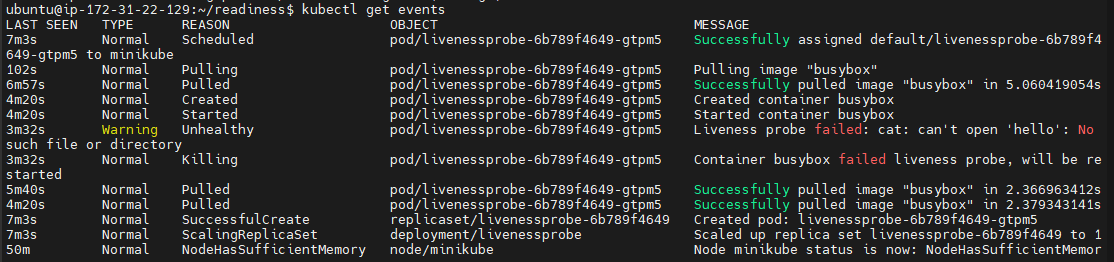 ubuntu@ip-172-31-22-129:~/readiness$ kubectl get events
LAST SEEN   TYPE      REASON                    OBJECT                                MESSAGE
7m3s        Normal    Scheduled                 pod/livenessprobe-6b789f4649-gtpm5    Successfully assigned default/livenessprobe-6b789f4
649-gtpm5 to minikube
102s        Normal    Pulling                   pod/livenessprobe-6b789f4649-gtpm5    Pulling image "busybox"
6m57s       Normal    Pulled                    pod/livenessprobe-6b789f4649-gtpm5    Successfully pulled image "busybox" in 5.060419054s
4m20s       Normal    Created                   pod/livenessprobe-6b789f4649-gtpm5    Created container busybox
4m20s       Normal    Started                   pod/livenessprobe-6b789f4649-gtpm5    Started container busybox
3m32s       Warning   Unhealthy                 pod/livenessprobe-6b789f4649-gtpm5    Liveness probe failed: cat: can't open 'hello': No
such file or directory
3m32s       Normal    Killing                   pod/livenessprobe-6b789f4649-gtpm5    Container busybox failed liveness probe, will be re
started
5m40s       Normal    Pulled                    pod/livenessprobe-6b789f4649-gtpm5    Successfully pulled image "busybox" in 2.366963412s
4m20s       Normal    Pulled                    pod/livenessprobe-6b789f4649-gtpm5    Successfully pulled image "busybox" in 2.379343141s
7m3s        Normal    SuccessfulCreate          replicaset/livenessprobe-6b789f4649   Created pod: livenessprobe-6b789f4649-gtpm5
7m3s        Normal    ScalingReplicaSet         deployment/livenessprobe              Scaled up replica set livenessprobe-6b789f4649 to 1
50m         Normal    NodeHasSufficientMemory   node/minikube                         Node minikube status is now: NodeHasSufficientMemor